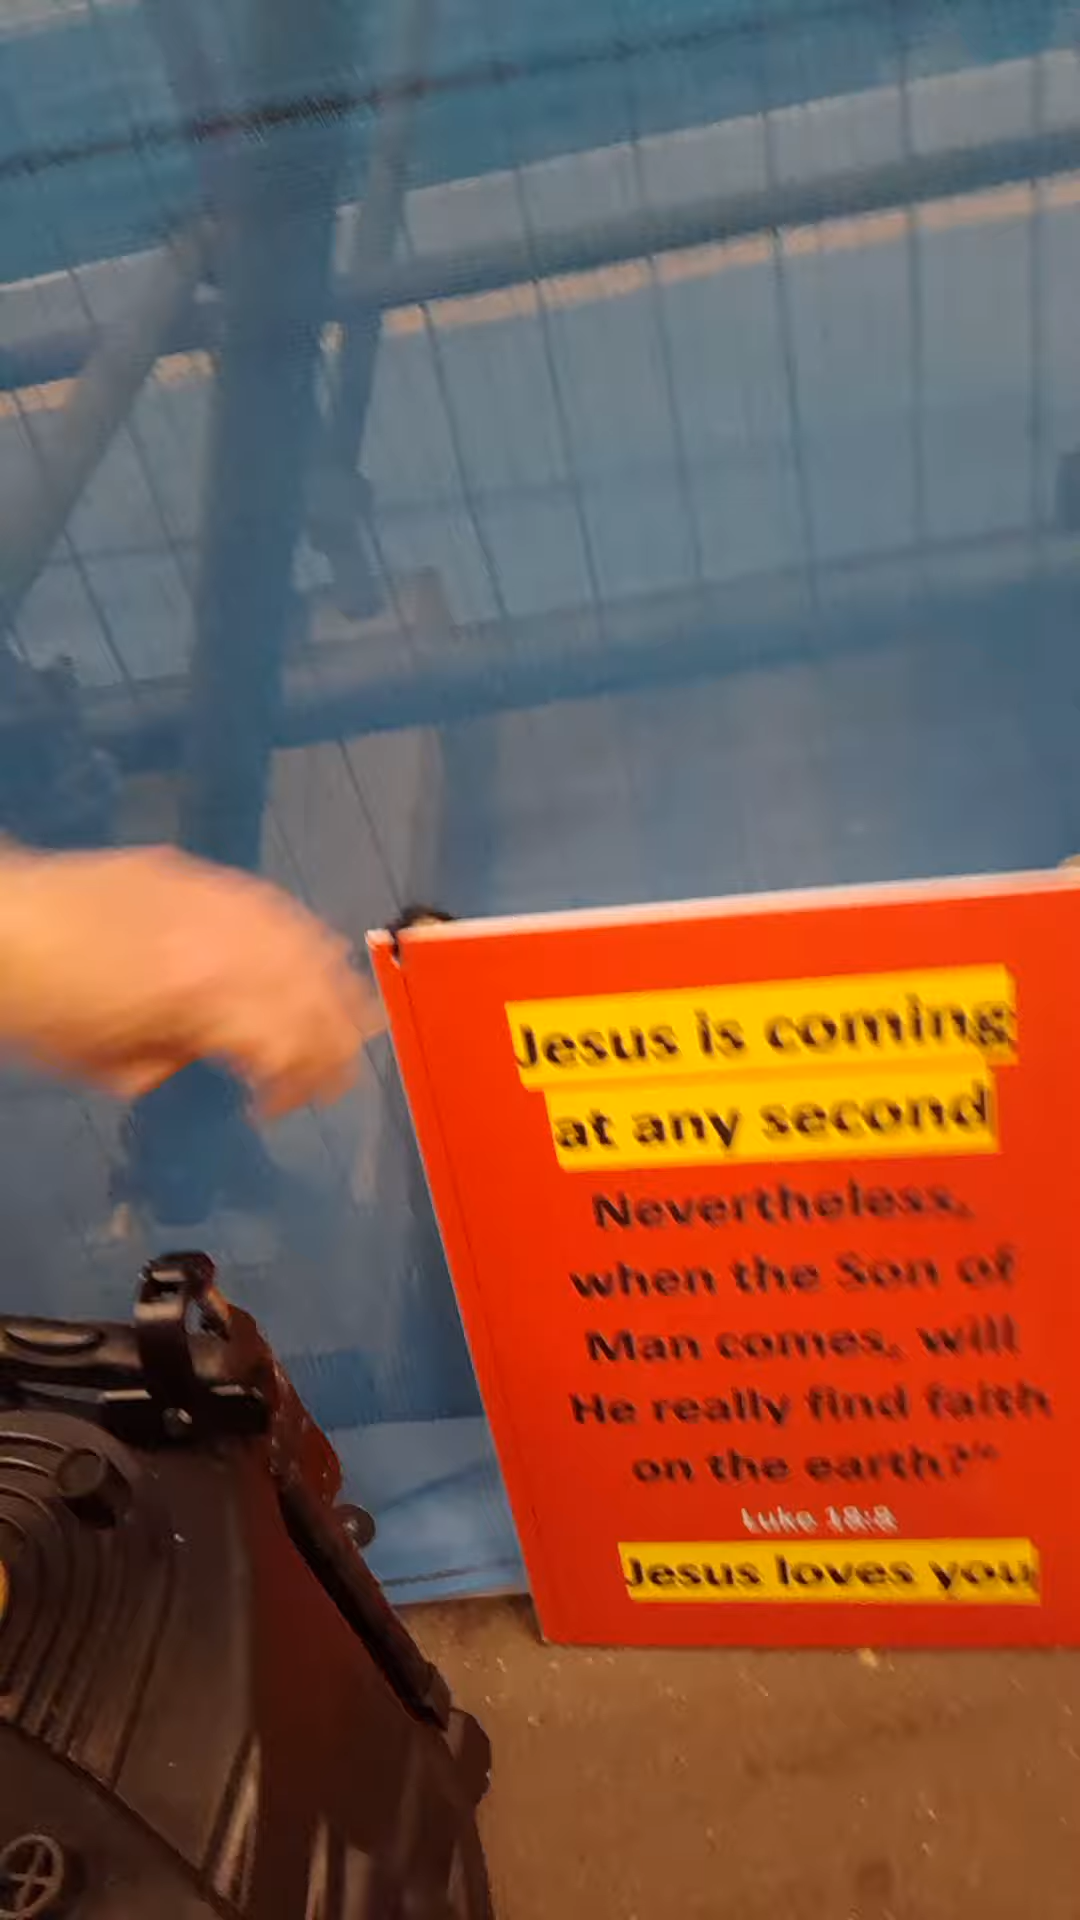 Jesus is coming
at any second
Nevertheless,
when the Son of
Man comes, will
He really find faith
on the earth?"
Luke 18:8
Jesus loves you